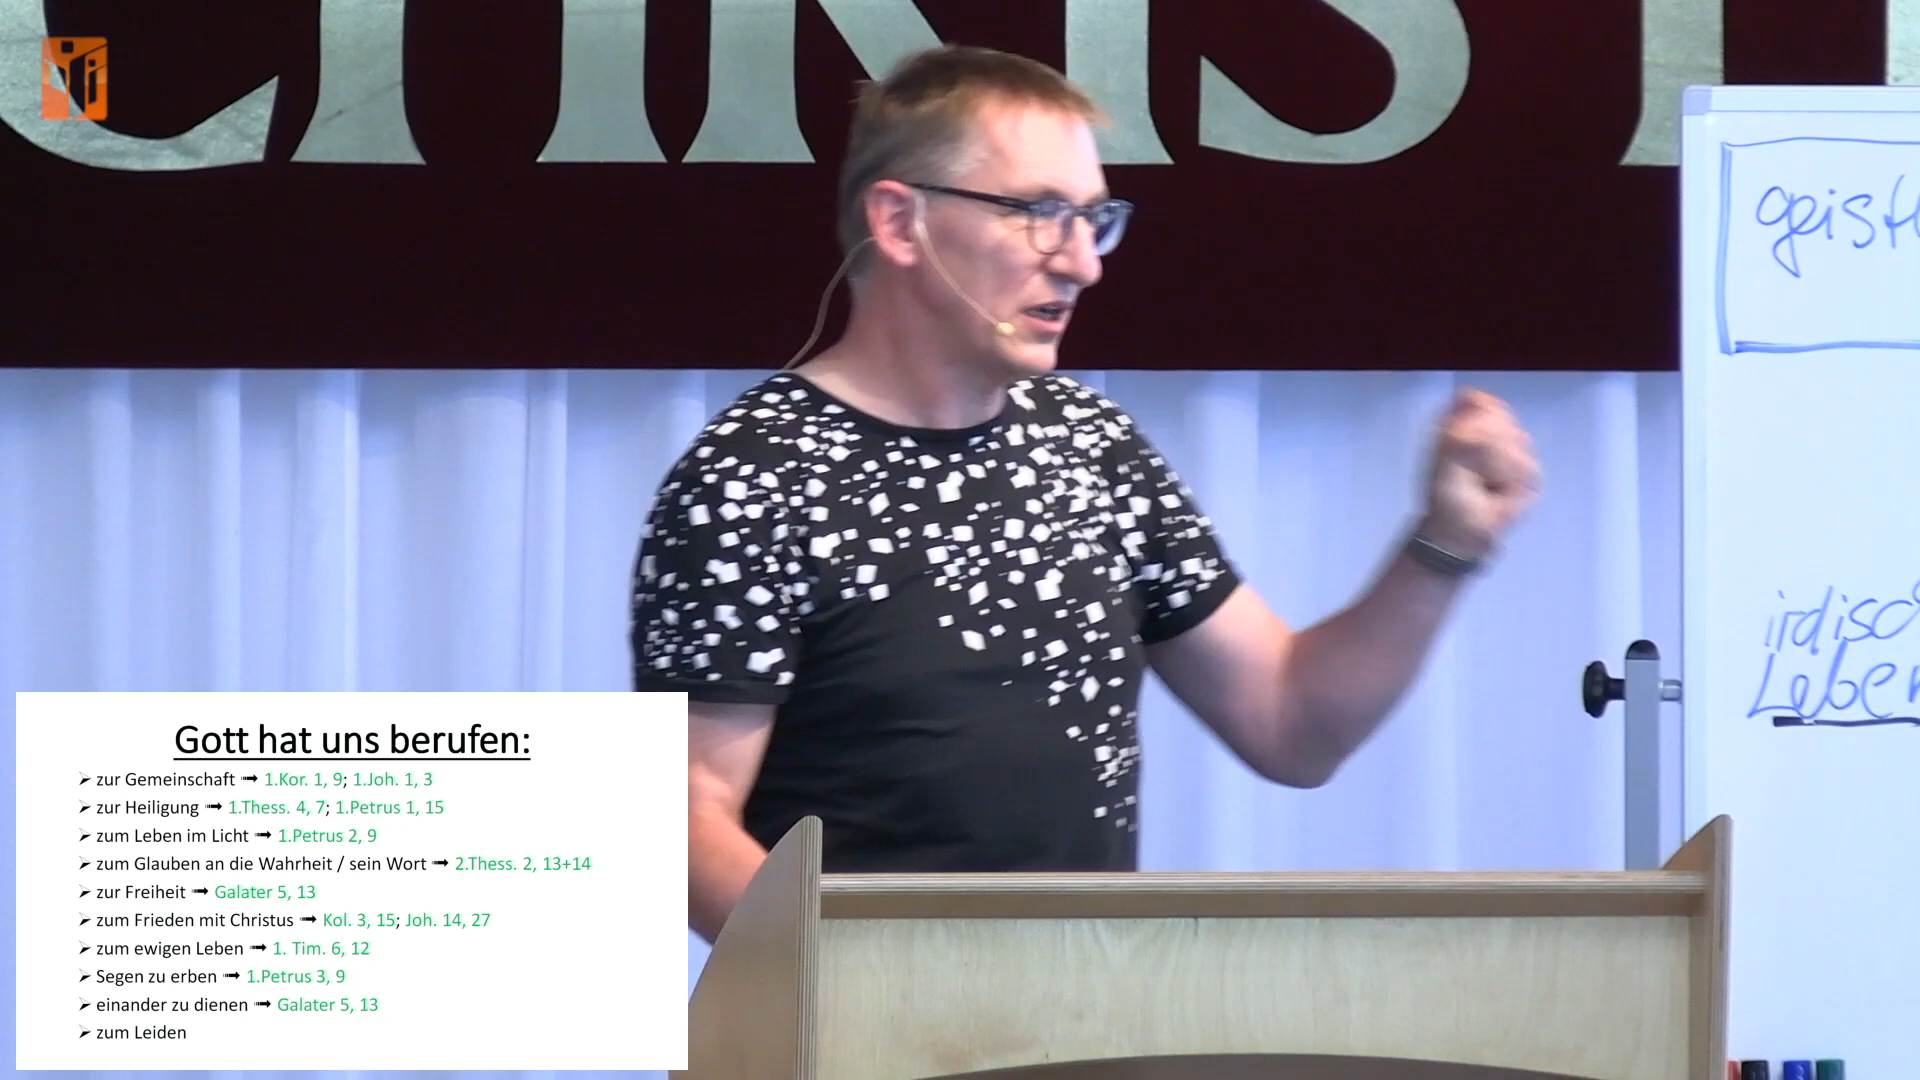 CHRISTI
Gott hat uns berufen:
➢ zur Gemeinschaft ➟ 1.Kor. 1, 9; 1.Joh. 1, 3
➢ zur Heiligung ➟ 1.Thess. 4, 7; 1.Petrus 1, 15
➢ zum Leben im Licht ➟ 1.Petrus 2, 9
➢ zum Glauben an die Wahrheit / sein Wort ➟ 2.Thess. 2, 13+14
➢ zur Freiheit ➟ Galater 5, 13
➢ zum Frieden mit Christus ➟ Kol. 3, 15; Joh. 14, 27
➢ zum ewigen Leben ➟ 1. Tim. 6, 12
➢ Segen zu erben ➟ 1.Petrus 3, 9
➢ einander zu dienen ➟ Galater 5, 13
➢ zum Leiden
geistl
irdisc
Leben